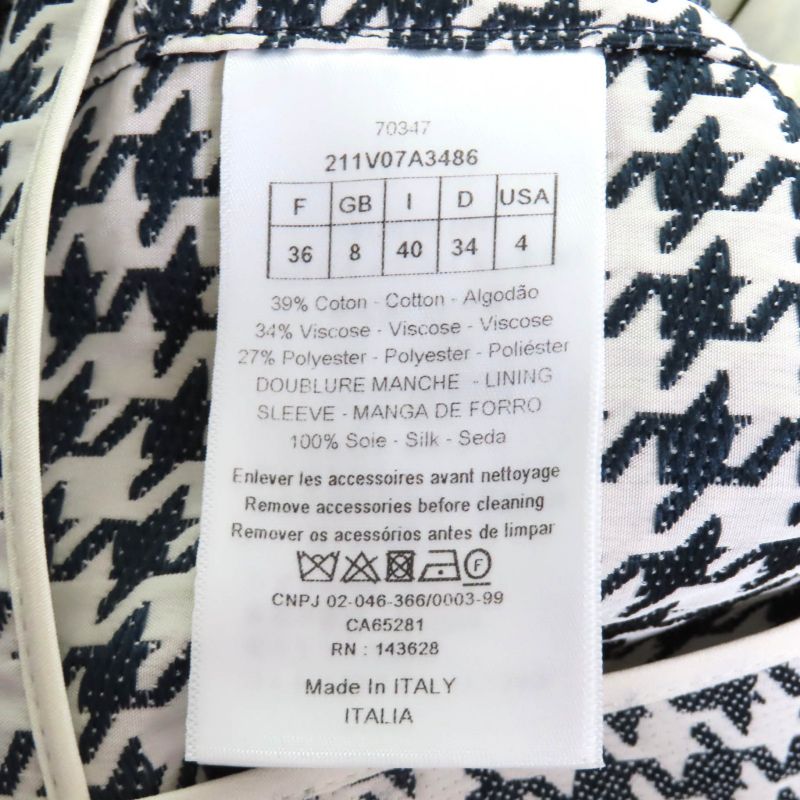 70347
211V07A3486
F GB I D USA
36 8 40 34 4
39% Coton - Cotton - Algodão
34% Viscose - Viscose - Viscose
27% Polyester - Polyester - Poliéster
DOUBLURE MANCHE - LINING
SLEEVE - MANGA DE FORRO
100% Soie - Silk - Seda
Enlever les accessoires avant nettoyage
Remove accessories before cleaning
Remover os acessórios antes de limpar
F
CNPJ 02-046-366/0003-99
CA65281
RN : 143628
Made In ITALY
ITALIA